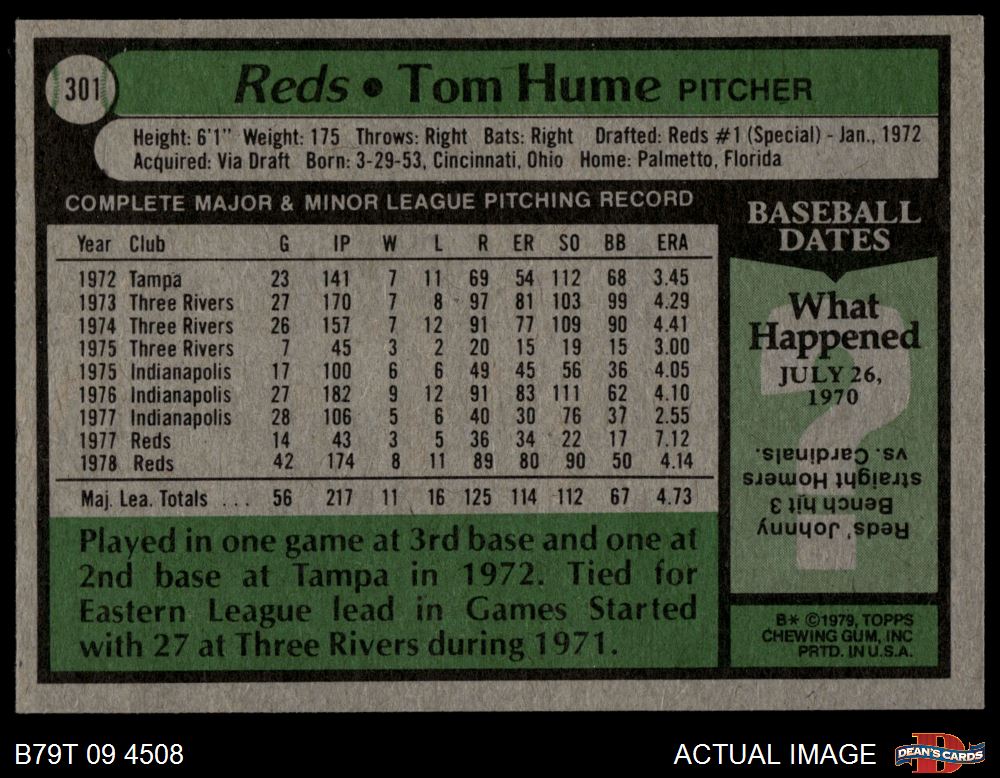 301
Reds • Tom Hume PITCHER
Height: 6'1" Weight: 175 Throws: Right Bats: Right Drafted: Reds #1 (Special) - Jan., 1972
Acquired: Via Draft Born: 3-29-53, Cincinnati, Ohio Home: Palmetto, Florida
COMPLETE MAJOR & MINOR LEAGUE PITCHING RECORD
Year Club G IP W L R ER SO BB ERA
1972 Tampa 23 141 7 11 69 54 112 68 3.45
1973 Three Rivers 27 170 7 8 97 81 103 99 4.29
1974 Three Rivers 26 157 7 12 91 77 109 90 4.41
1975 Three Rivers 7 45 3 2 20 15 19 15 3.00
1975 Indianapolis 17 100 6 6 49 45 56 36 4.05
1976 Indianapolis 27 182 9 12 91 83 111 62 4.10
1977 Indianapolis 28 106 5 6 40 30 76 37 2.55
1977 Reds 14 43 3 5 36 34 22 17 7.12
1978 Reds 42 174 8 11 89 80 90 50 4.14
Maj. Lea. Totals ... 56 217 11 16 125 114 112 67 4.73
Played in one game at 3rd base and one at
2nd base at Tampa in 1972. Tied for
Eastern League lead in Games Started
with 27 at Three Rivers during 1971.
BASEBALL
DATES
What
Happened
JULY 26,
1970
Reds' Johnny
Bench hit 3
straight Homers
vs. Cardinals.
B* ©1979, TOPPS
CHEWING GUM, INC
PRTD. IN U.S.A.
B79T 09 4508
ACTUAL IMAGE
DEAN'S CARDS